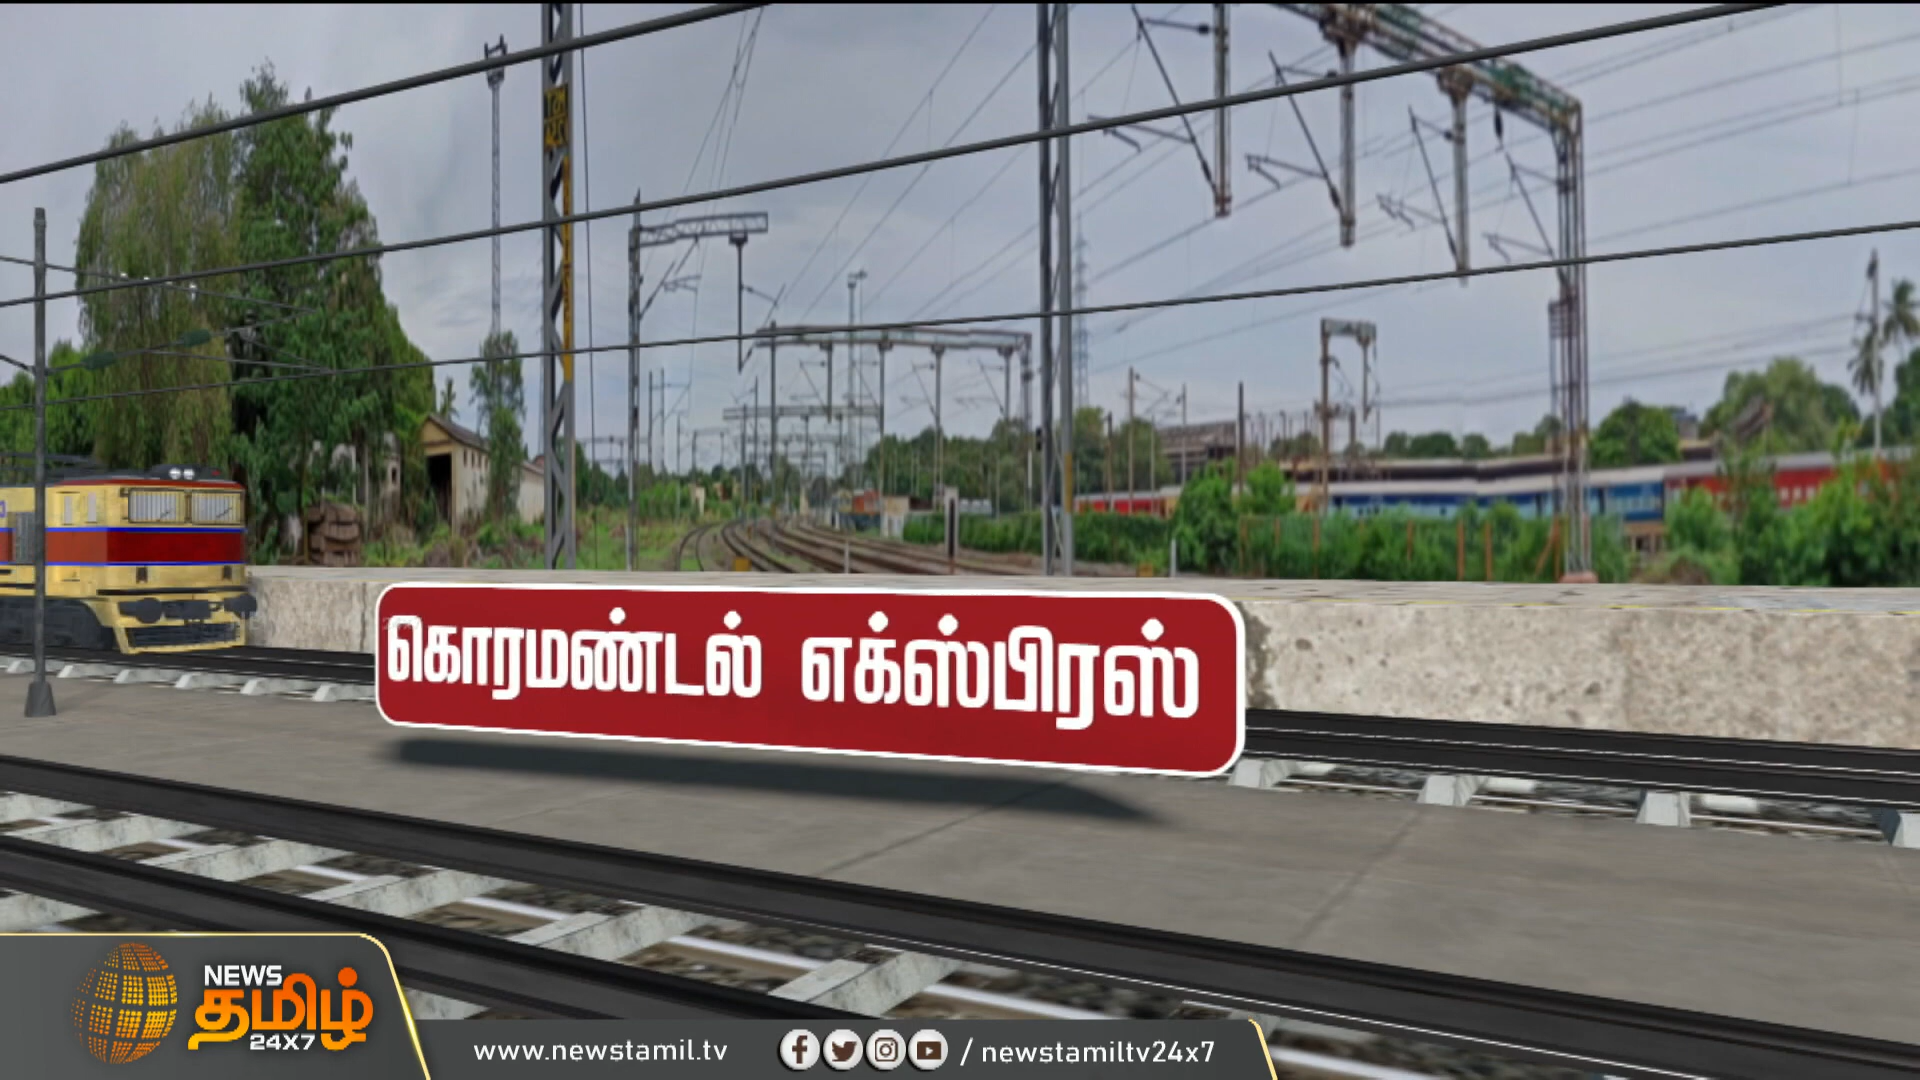 கொரமண்டல் எக்ஸ்பிரஸ்
NEWS
தமிழ்
24X7
www.newstamil.tv
/ newstamiltv24x7